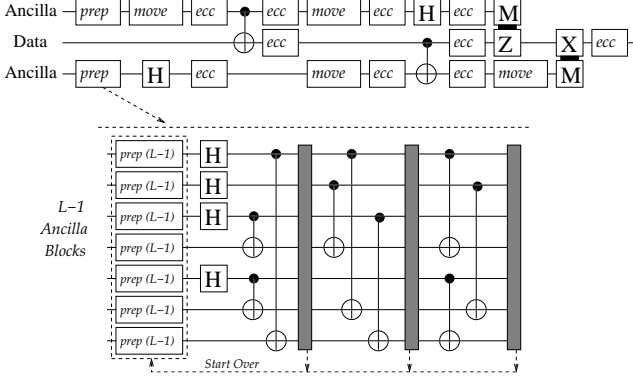 Ancilla prep move ecc ecc move ecc H ecc M
Data ecc ecc Z X ecc
Ancilla prep H ecc move ecc ecc move M
prep (L−1) H
prep (L−1) H
L−1 prep (L−1) H
Ancilla prep (L−1)
Blocks prep (L−1) H
prep (L−1)
prep (L−1)
Start Over